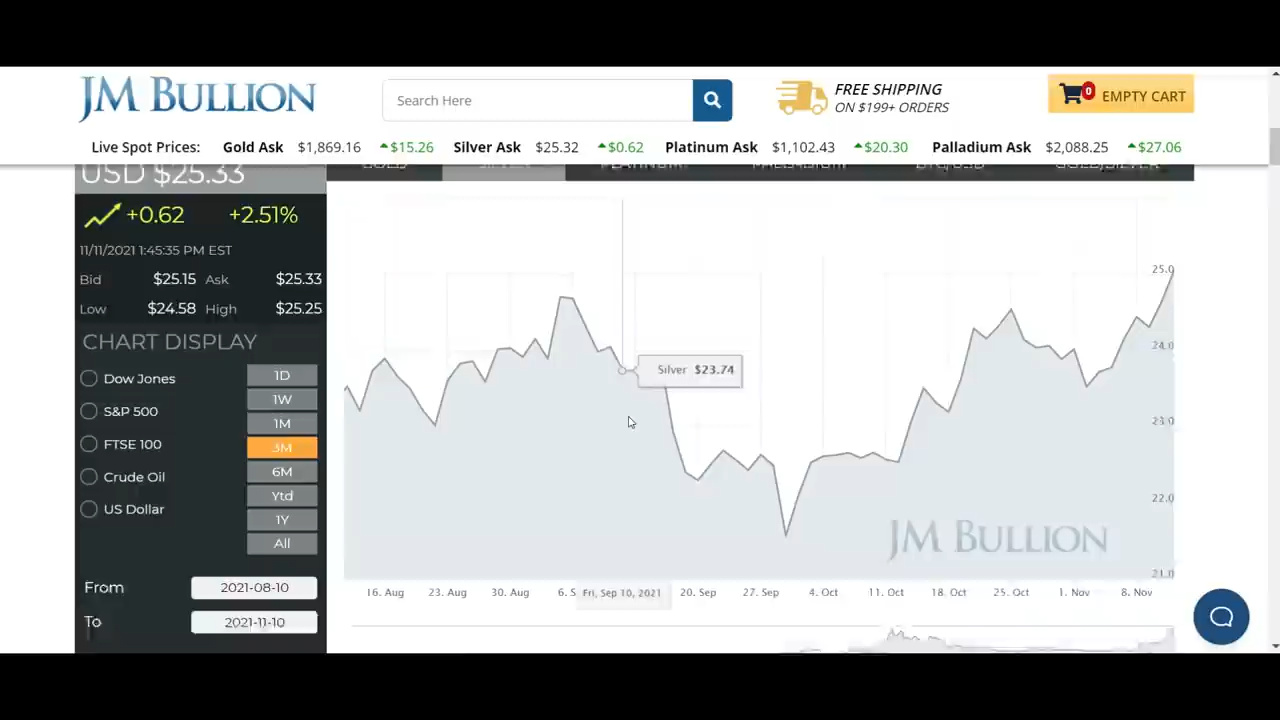 JM BULLION
Search Here
FREE SHIPPING
ON $199+ ORDERS
0
EMPTY CART
Live Spot Prices: Gold Ask $1,869.16 $15.26 Silver Ask $25.32 $0.62 Platinum Ask $1,102.43 $20.30 Palladium Ask $2,088.25 $27.06
USD $25.33
+0.62 +2.51%
11/11/2021 1:45:35 PM EST
Bid $25.15 Ask $25.33
Low $24.58 High $25.25
CHART DISPLAY
Dow Jones
S&P 500
FTSE 100
Crude Oil
US Dollar
1D
1W
1M
3M
6M
Ytd
1Y
All
From 2021-08-10
To 2021-11-10
Silver $23.74
25.0
24.0
23.0
22.0
21.0
JM BULLION
16. Aug 23. Aug 30. Aug 6. S Fri, Sep 10, 2021 20. Sep 27. Sep 4. Oct 11. Oct 18. Oct 25. Oct 1. Nov 8. Nov